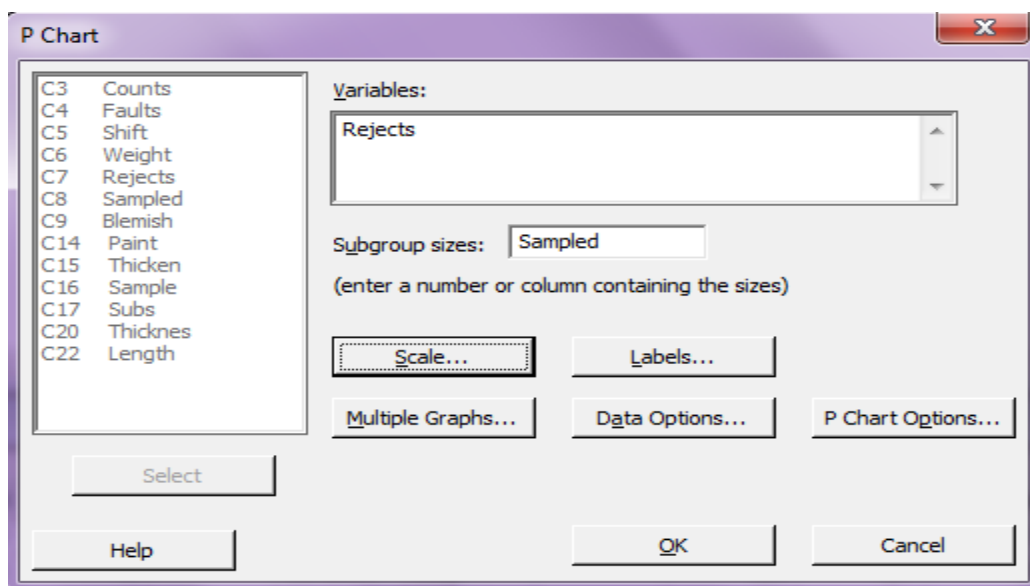 P Chart
C3 Counts
C4 Faults
C5 Shift
C6 Weight
C7 Rejects
C8 Sampled
C9 Blemish
C14 Paint
C15 Thicken
C16 Sample
C17 Subs
C20 Thicknes
C22 Length
Select
Help
Variables:
Rejects
Subgroup sizes: Sampled
(enter a number or column containing the sizes)
Scale... Labels...
Multiple Graphs... Data Options... P Chart Options...
OK Cancel